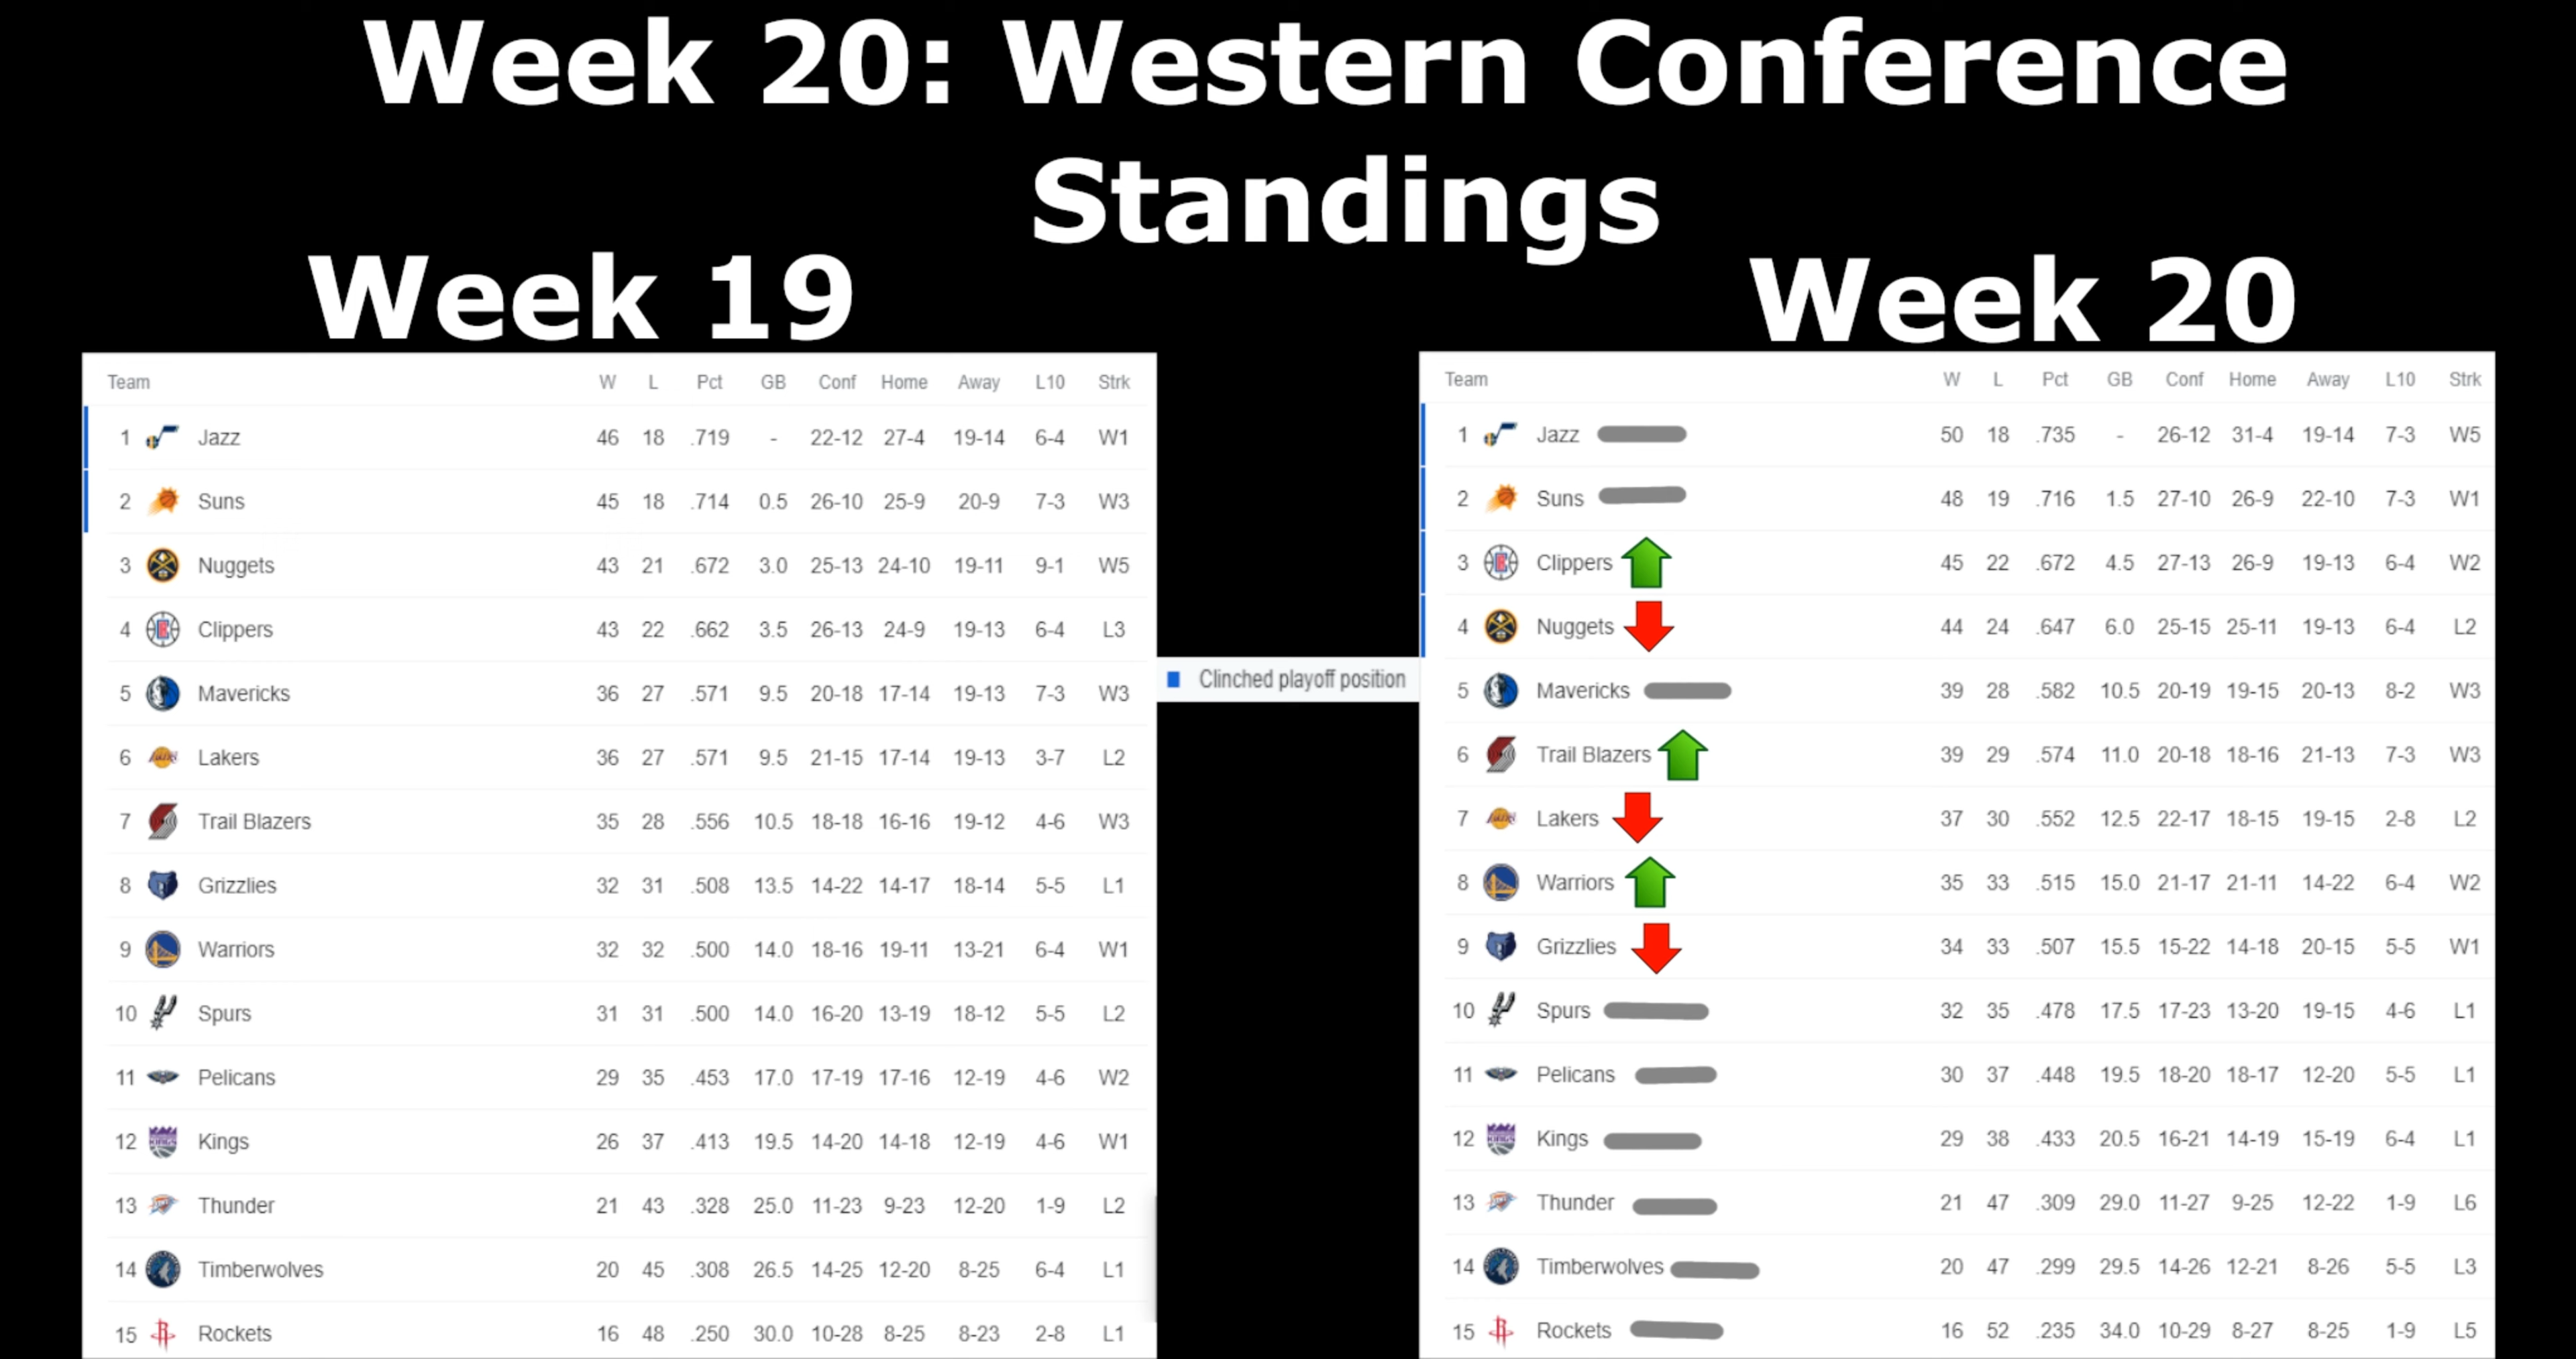 Week 20: Western Conference
Standings
Week 19
Team W L Pct GB Conf Home Away L10 Strk
1 Jazz 46 18 .719 - 22-12 27-4 19-14 6-4 W1
2 Suns 45 18 .714 0.5 26-10 25-9 20-9 7-3 W3
3 Nuggets 43 21 .672 3.0 25-13 24-10 19-11 9-1 W5
4 Clippers 43 22 .662 3.5 26-13 24-9 19-13 6-4 L3
5 Mavericks 36 27 .571 9.5 20-18 17-14 19-13 7-3 W3
6 Lakers 36 27 .571 9.5 21-15 17-14 19-13 3-7 L2
7 Trail Blazers 35 28 .556 10.5 18-18 16-16 19-12 4-6 W3
8 Grizzlies 32 31 .508 13.5 14-22 14-17 18-14 5-5 L1
9 Warriors 32 32 .500 14.0 18-16 19-11 13-21 6-4 W1
10 Spurs 31 31 .500 14.0 16-20 13-19 18-12 5-5 L2
11 Pelicans 29 35 .453 17.0 17-19 17-16 12-19 4-6 W2
12 Kings 26 37 .413 19.5 14-20 14-18 12-19 4-6 W1
13 Thunder 21 43 .328 25.0 11-23 9-23 12-20 1-9 L2
14 Timberwolves 20 45 .308 26.5 14-25 12-20 8-25 6-4 L1
15 Rockets 16 48 .250 30.0 10-28 8-25 8-23 2-8 L1
Clinched playoff position
Week 20
Team W L Pct GB Conf Home Away L10 Strk
1 Jazz 50 18 .735 - 26-12 31-4 19-14 7-3 W5
2 Suns 48 19 .716 1.5 27-10 26-9 22-10 7-3 W1
3 Clippers 45 22 .672 4.5 27-13 26-9 19-13 6-4 W2
4 Nuggets 44 24 .647 6.0 25-15 25-11 19-13 6-4 L2
5 Mavericks 39 28 .582 10.5 20-19 19-15 20-13 8-2 W3
6 Trail Blazers 39 29 .574 11.0 20-18 18-16 21-13 7-3 W3
7 Lakers 37 30 .552 12.5 22-17 18-15 19-15 2-8 L2
8 Warriors 35 33 .515 15.0 21-17 21-11 14-22 6-4 W2
9 Grizzlies 34 33 .507 15.5 15-22 14-18 20-15 5-5 W1
10 Spurs 32 35 .478 17.5 17-23 13-20 19-15 4-6 L1
11 Pelicans 30 37 .448 19.5 18-20 18-17 12-20 5-5 L1
12 Kings 29 38 .433 20.5 16-21 14-19 15-19 6-4 L1
13 Thunder 21 47 .309 29.0 11-27 9-25 12-22 1-9 L6
14 Timberwolves 20 47 .299 29.5 14-26 12-21 8-26 5-5 L3
15 Rockets 16 52 .235 34.0 10-29 8-27 8-25 1-9 L5